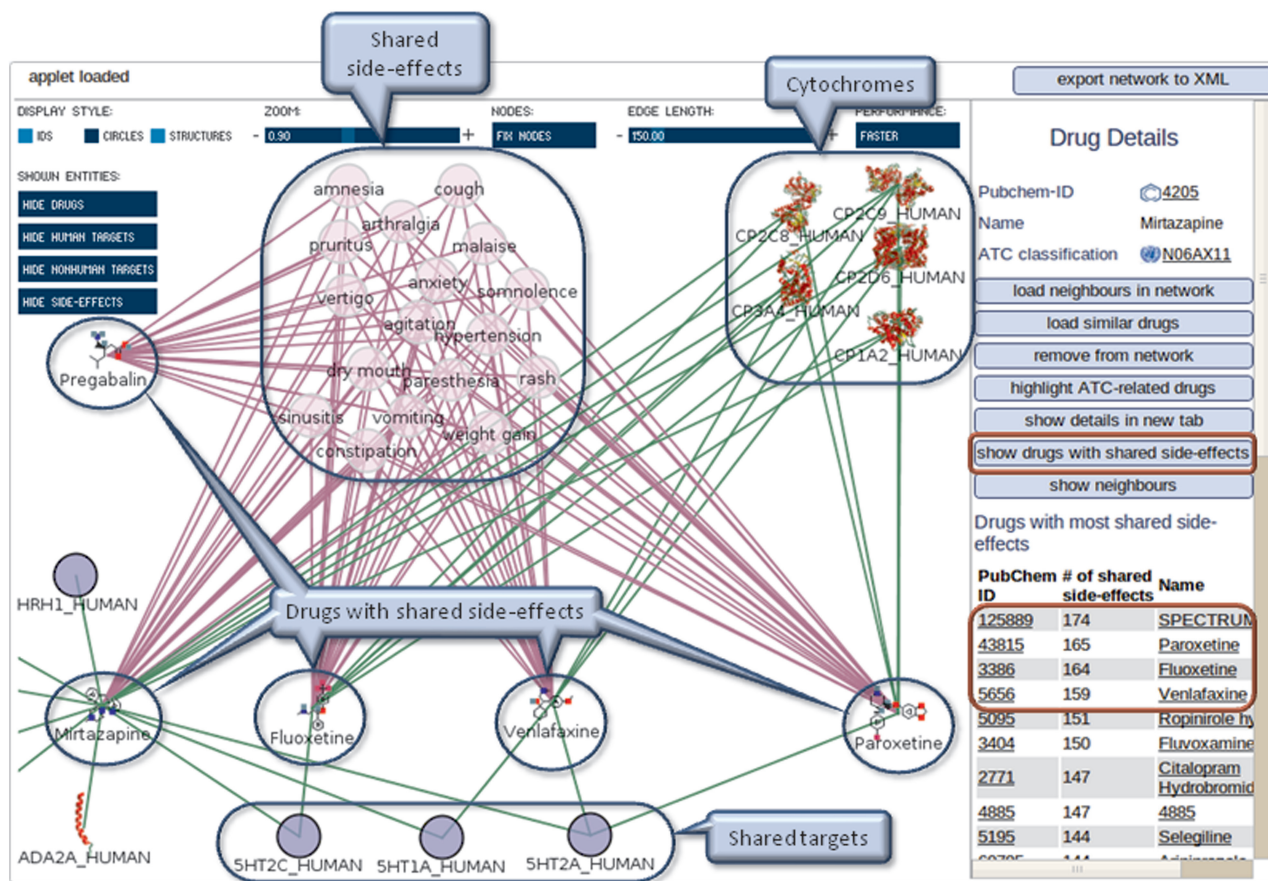 Shared
side-effects
Cytochromes
applet loaded
export network to XML
DISPLAY STYLE:
IDS
CIRCLES
STRUCTURES
ZOOM:
- 0.90 +
NODES:
FIX NODES
EDGE LENGTH:
- 150.00 +
PERFORMANCE:
FASTER
SHOWN ENTITIES:
HIDE DRUGS
HIDE HUMAN TARGETS
HIDE NONHUMAN TARGETS
HIDE SIDE-EFFECTS
amnesia
cough
arthralgia
pruritus
malaise
anxiety
somnolence
vertigo
agitation
hypertension
dry mouth
paresthesia
rash
sinusitis
vomiting
weight gain
constipation
CP2C9_HUMAN
CP2C8_HUMAN
CP2D6_HUMAN
CP3A4_HUMAN
CP1A2_HUMAN
Pregabalin
HRH1_HUMAN
Drugs with shared side-effects
Mirtazapine
Fluoxetine
Venlafaxine
Paroxetine
ADA2A_HUMAN
5HT2C_HUMAN
5HT1A_HUMAN
5HT2A_HUMAN
Shared targets
Drug Details
Pubchem-ID 4205
Name Mirtazapine
ATC classification N06AX11
load neighbours in network
load similar drugs
remove from network
highlight ATC-related drugs
show details in new tab
show drugs with shared side-effects
show neighbours
Drugs with most shared side-
effects
PubChem # of shared Name
ID side-effects
125889 174 SPECTRUM
43815 165 Paroxetine
3386 164 Fluoxetine
5656 159 Venlafaxine
5095 151 Ropinirole hy
3404 150 Fluvoxamine
2771 147 Citalopram
Hydrobromid
4885 147 4885
5195 144 Selegiline